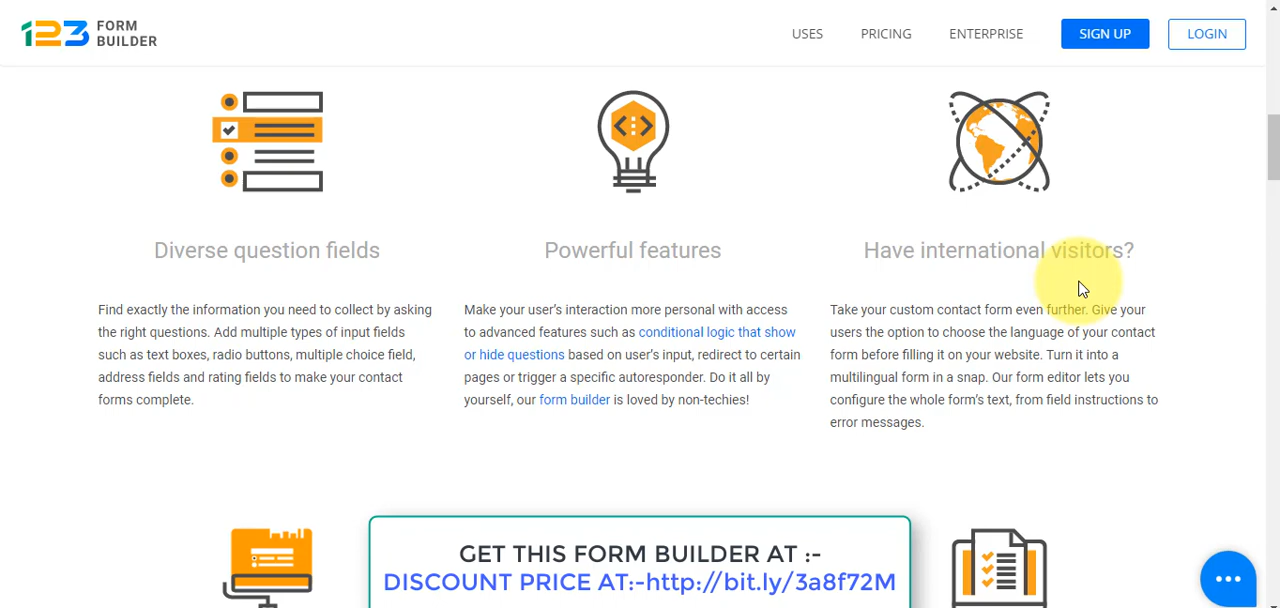 123 FORM BUILDER
USES PRICING ENTERPRISE SIGN UP LOGIN
Diverse question fields
Find exactly the information you need to collect by asking
the right questions. Add multiple types of input fields
such as text boxes, radio buttons, multiple choice field,
address fields and rating fields to make your contact
forms complete.
Powerful features
Make your user's interaction more personal with access
to advanced features such as conditional logic that show
or hide questions based on user's input, redirect to certain
pages or trigger a specific autoresponder. Do it all by
yourself, our form builder is loved by non-techies!
Have international visitors?
Take your custom contact form even further. Give your
users the option to choose the language of your contact
form before filling it on your website. Turn it into a
multilingual form in a snap. Our form editor lets you
configure the whole form's text, from field instructions to
error messages.
GET THIS FORM BUILDER AT :-
DISCOUNT PRICE AT:-http://bit.ly/3a8f72M